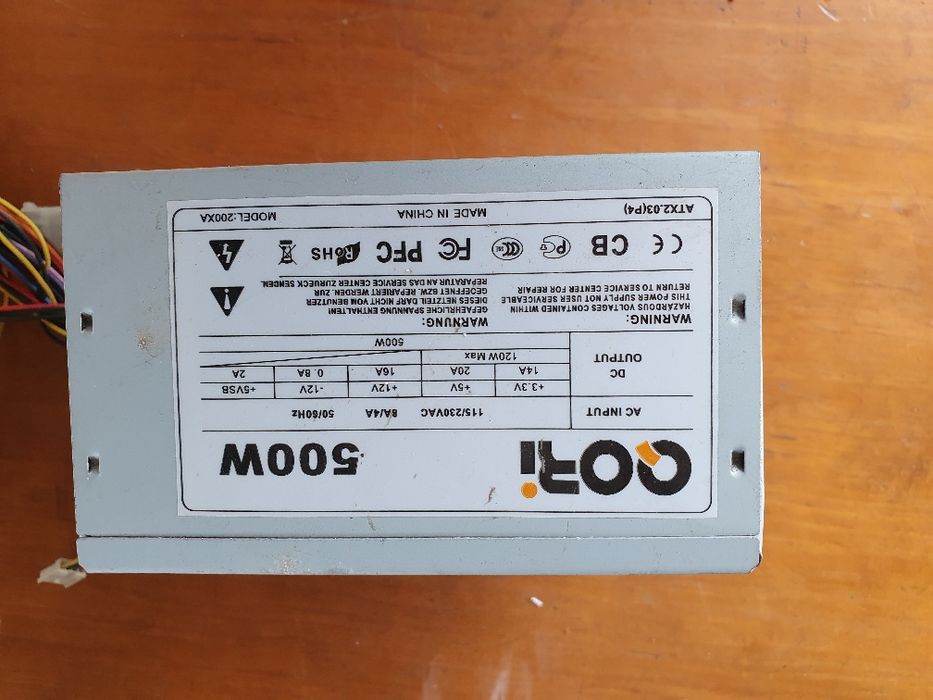 QORi 500W
AC INPUT 115/230VAC 8A/4A 50/60Hz
DC OUTPUT +3.3V +5V +12V -12V +5VSB
14A 20A 16A 0.8A 2A
120W Max
500W
WARNING:
HAZARDOUS VOLTAGES CONTAINED WITHIN
THIS POWER SUPPLY NOT USER SERVICEABLE
RETURN TO SERVICE CENTER FOR REPAIR
WARNUNG:
GEFAEHRLICHE SPANNUNG ENTHALTEN!
DIESES NETZTEIL DARF NICHT VOM BENUTZER
GEOEFFNET BZW. REPARIERT WERDEN. ZUR
REPARATUR AN DAS SERVICE CENTER ZURUECK SENDEN.
CE CB PG CCC FC PFC RoHS
ATX2.03(P4) MADE IN CHINA MODEL:200XA